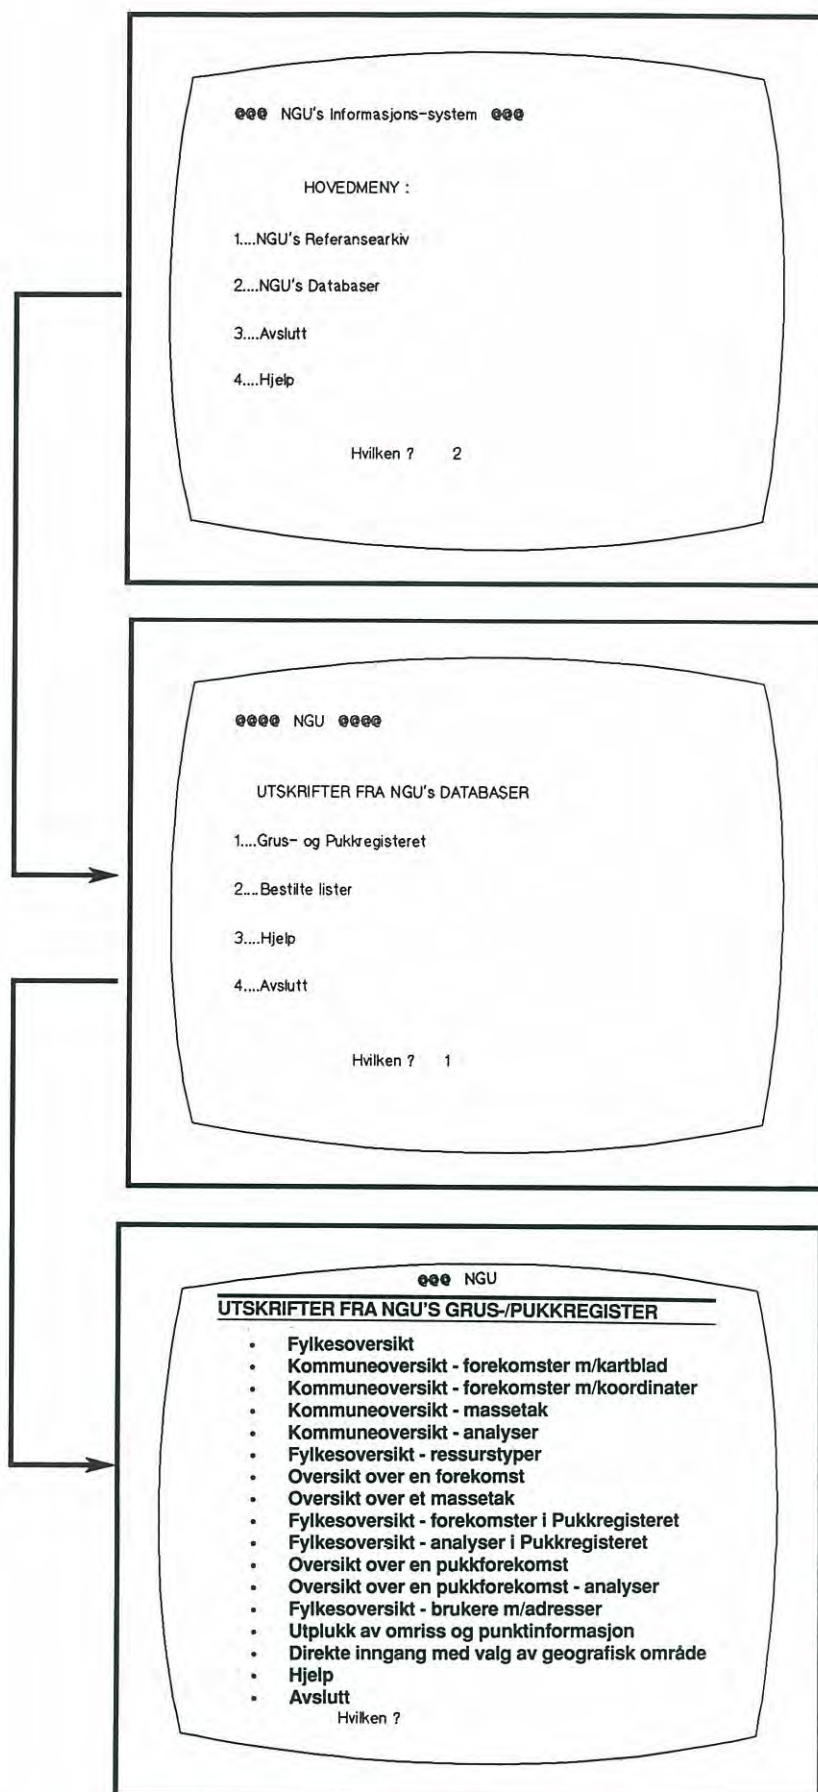 @@@ NGU's Informasjons-system @@@
HOVEDMENY :
1....NGU's Referansearkiv
2....NGU's Databaser
3....Avslutt
4....Hjelp
Hvilken ? 2
@@@@ NGU @@@@
UTSKRIFTER FRA NGU's DATABASER
1....Grus- og Pukkregisteret
2....Bestilte lister
3....Hjelp
4....Avslutt
Hvilken ? 1
@@@ NGU
UTSKRIFTER FRA NGU'S GRUS-/PUKKREGISTER
• Fylkesoversikt
• Kommuneoversikt - forekomster m/kartblad
• Kommuneoversikt - forekomster m/koordinater
• Kommuneoversikt - massetak
• Kommuneoversikt - analyser
• Fylkesoversikt - ressurstyper
• Oversikt over en forekomst
• Oversikt over et massetak
• Fylkesoversikt - forekomster i Pukkregisteret
• Fylkesoversikt - analyser i Pukkregisteret
• Oversikt over en pukkforekomst
• Oversikt over en pukkforekomst - analyser
• Fylkesoversikt - brukere m/adresser
• Utplukk av omriss og punktinformasjon
• Direkte inngang med valg av geografisk område
• Hjelp
• Avslutt
Hvilken ?